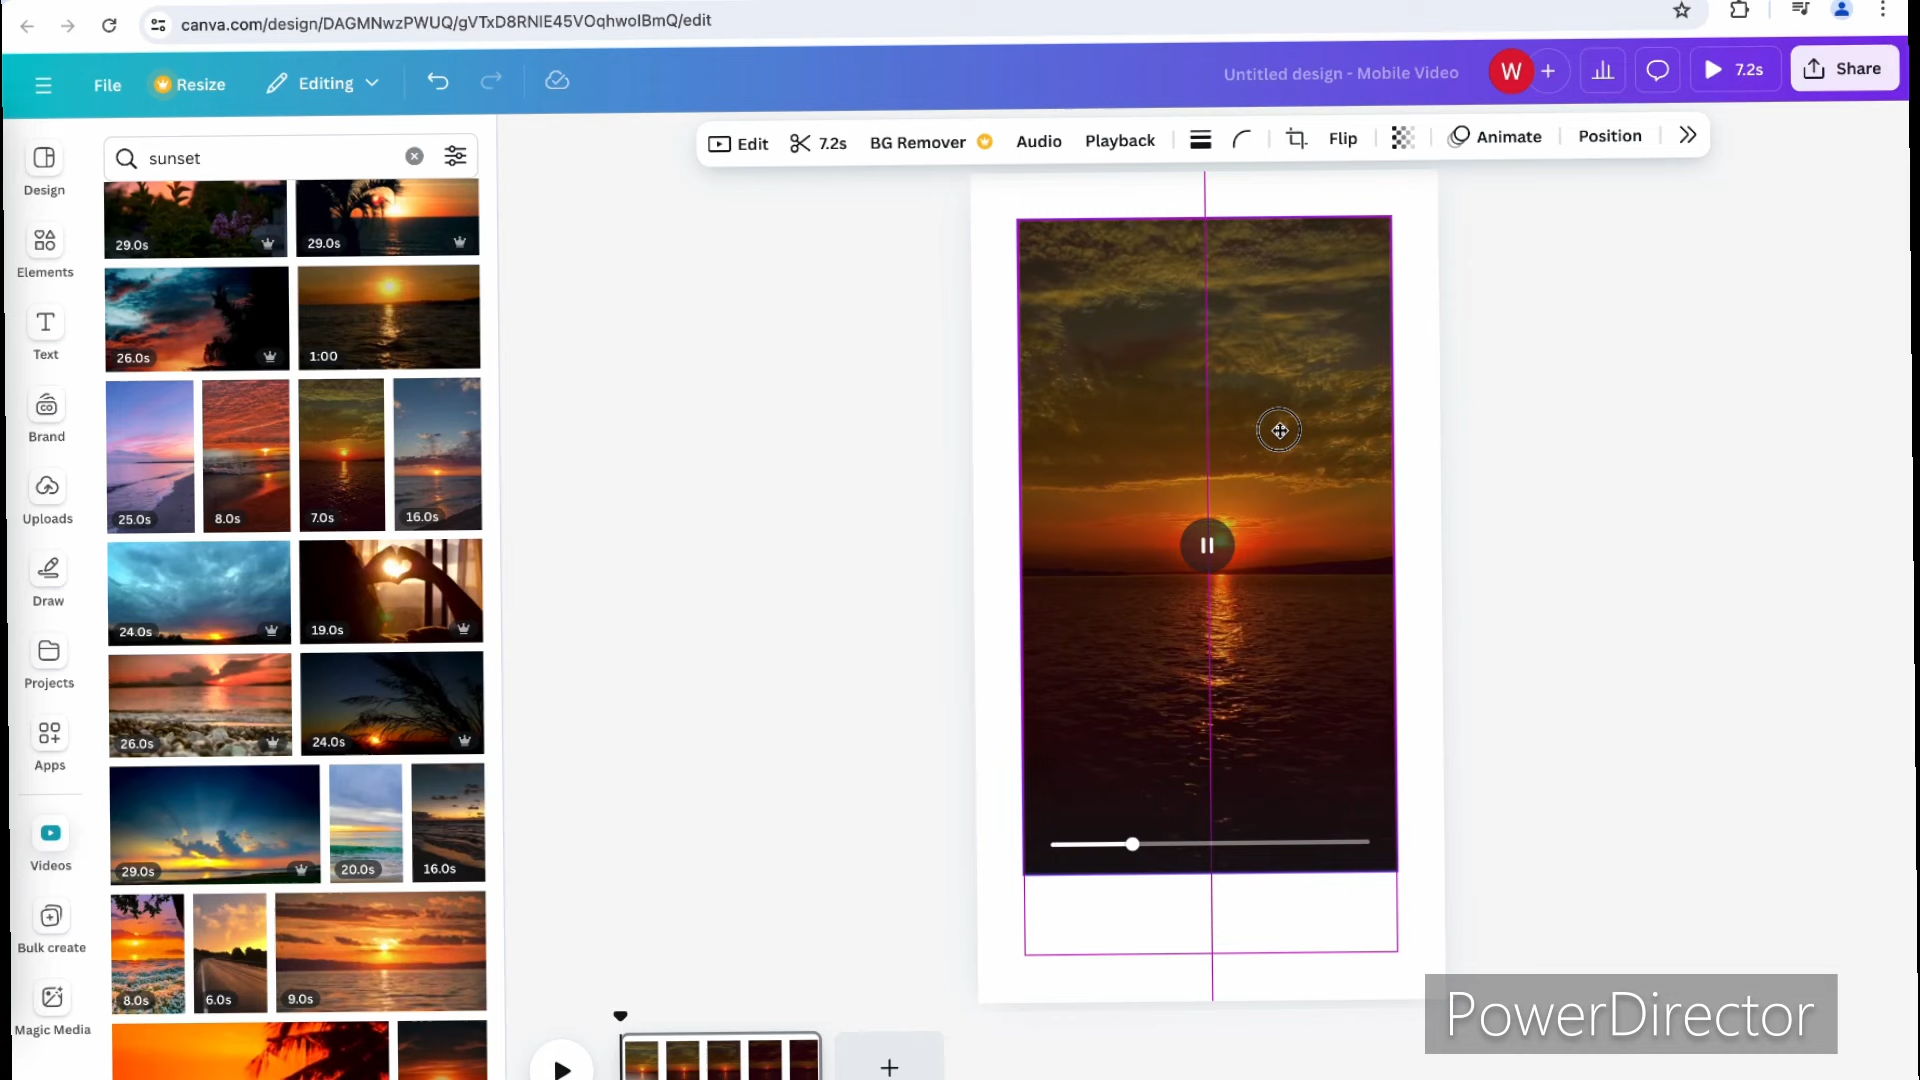 canva.com/design/DAGMNwzPWUQ/gVTxD8RNIE45VOqhwolBmQ/edit
File
Resize
Editing
Untitled design - Mobile Video
W
7.2s
Share
sunset
Edit
7.2s
BG Remover
Audio
Playback
Flip
Animate
Position
Design
Elements
Text
Brand
Uploads
Draw
Projects
Apps
Videos
Bulk create
Magic Media
29.0s
29.0s
26.0s
1:00
25.0s
8.0s
7.0s
16.0s
24.0s
19.0s
26.0s
24.0s
29.0s
20.0s
16.0s
8.0s
6.0s
9.0s
PowerDirector